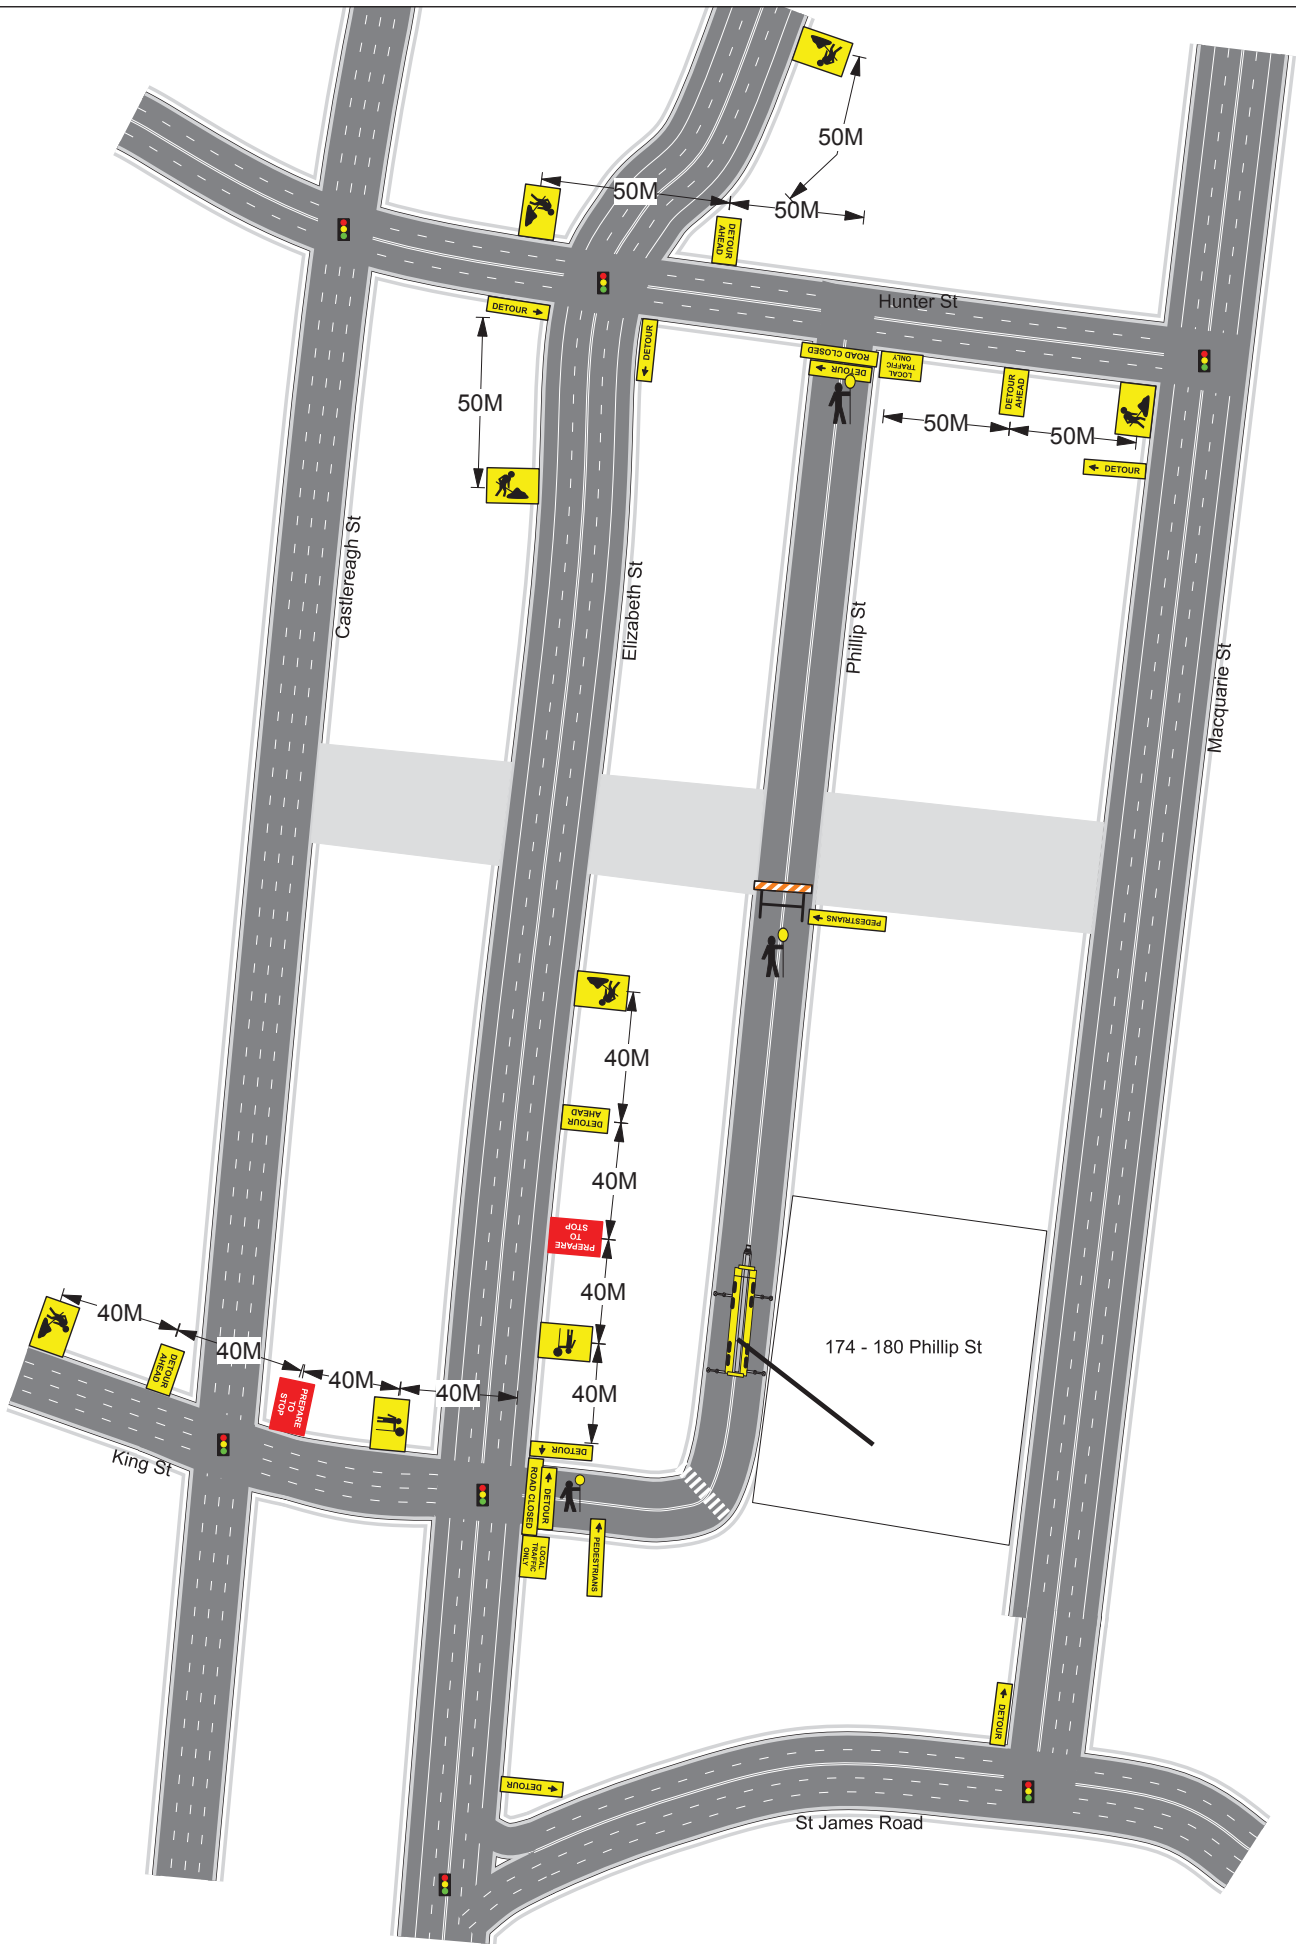 50M
50M
50M
DETOUR
AHEAD
Hunter St
DETOUR
DETOUR
ROAD CLOSED
DETOUR
LOCAL
TRAFFIC
ONLY
DETOUR
AHEAD
50M
50M
50M
DETOUR
Castlereagh St
Elizabeth St
Phillip St
Macquarie St
PEDESTRIANS
40M
DETOUR
AHEAD
40M
PREPARE
TO
STOP
40M
40M
174 - 180 Phillip St
40M
DETOUR
AHEAD
40M
PREPARE
TO
STOP
40M
40M
King St
DETOUR
ROAD CLOSED
DETOUR
LOCAL
TRAFFIC
ONLY
PEDESTRIANS
DETOUR
DETOUR
St James Road